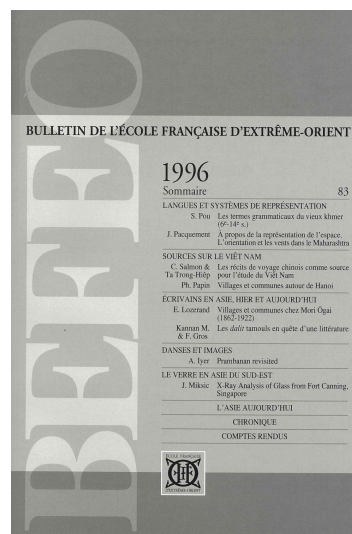 BEFEO
BULLETIN DE L'ÉCOLE FRANÇAISE D'EXTRÊME-ORIENT
1996
Sommaire 83
LANGUES ET SYSTÈMES DE REPRÉSENTATION
S. Pou Les termes grammaticaux du vieux khmer
(6e-14e s.)
J. Pacquement À propos de la représentation de l'espace.
L'orientation et les vents dans le Maharashtra
SOURCES SUR LE VIÊT NAM
C. Salmon & Les récits de voyage chinois comme source
Ta Trong-Hiêp pour l'étude du Viêt Nam
Ph. Papin Villages et communes autour de Hanoi
ÉCRIVAINS EN ASIE, HIER ET AUJOURD'HUI
E. Lozerand Villages et communes chez Mori Ôgai
(1862-1922)
Kannan M. Les dalit tamouls en quête d'une littérature
& F. Gros
DANSES ET IMAGES
A. Iyer Prambanan revisited
LE VERRE EN ASIE DU SUD-EST
J. Miksic X-Ray Analysis of Glass from Fort Canning,
Singapore
L'ASIE AUJOURD'HUI
CHRONIQUE
COMPTES RENDUS
ÉCOLE FRANÇAISE
D'EXTRÊME-ORIENT